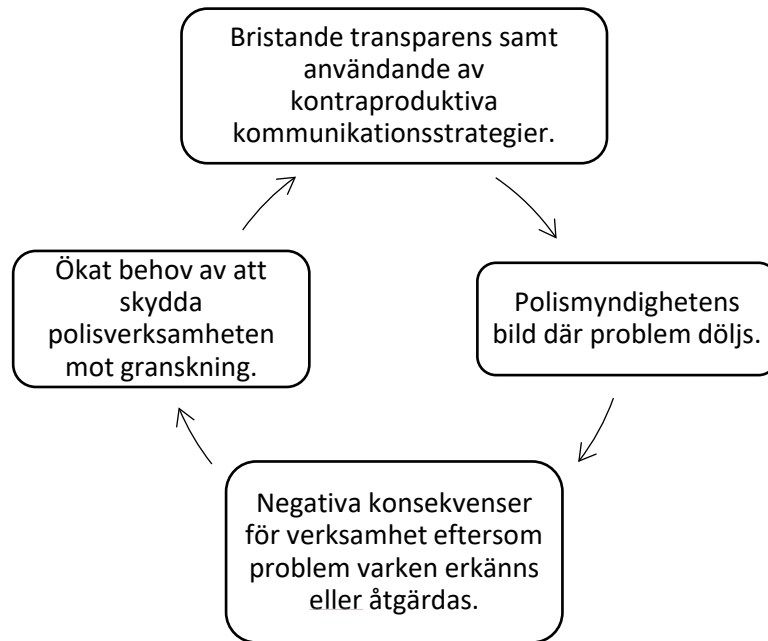 Bristande transparens samt
användande av
kontraproduktiva
kommunikationsstrategier.
Polismyndighetens
bild där problem döljs.
Negativa konsekvenser
för verksamhet eftersom
problem varken erkänns
eller åtgärdas.
Ökat behov av att
skydda
polisverksamheten
mot granskning.